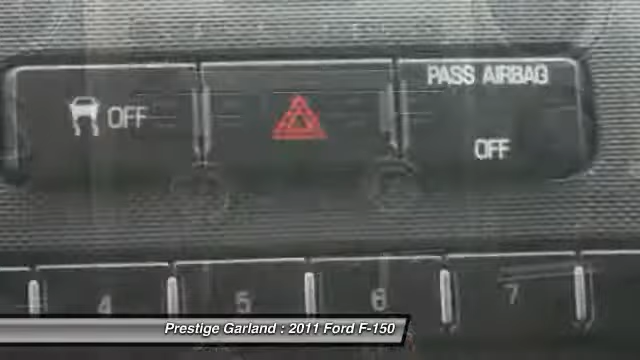 PASS AIRBAG
OFF
OFF
4
5
6
7
Prestige Garland : 2011 Ford F-150